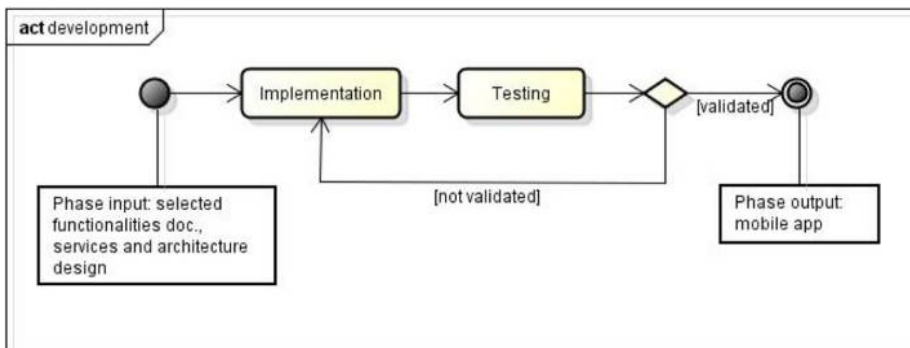 act development
Implementation
Testing
[validated]
[not validated]
Phase input: selected
functionalities doc.,
services and architecture
design
Phase output:
mobile app